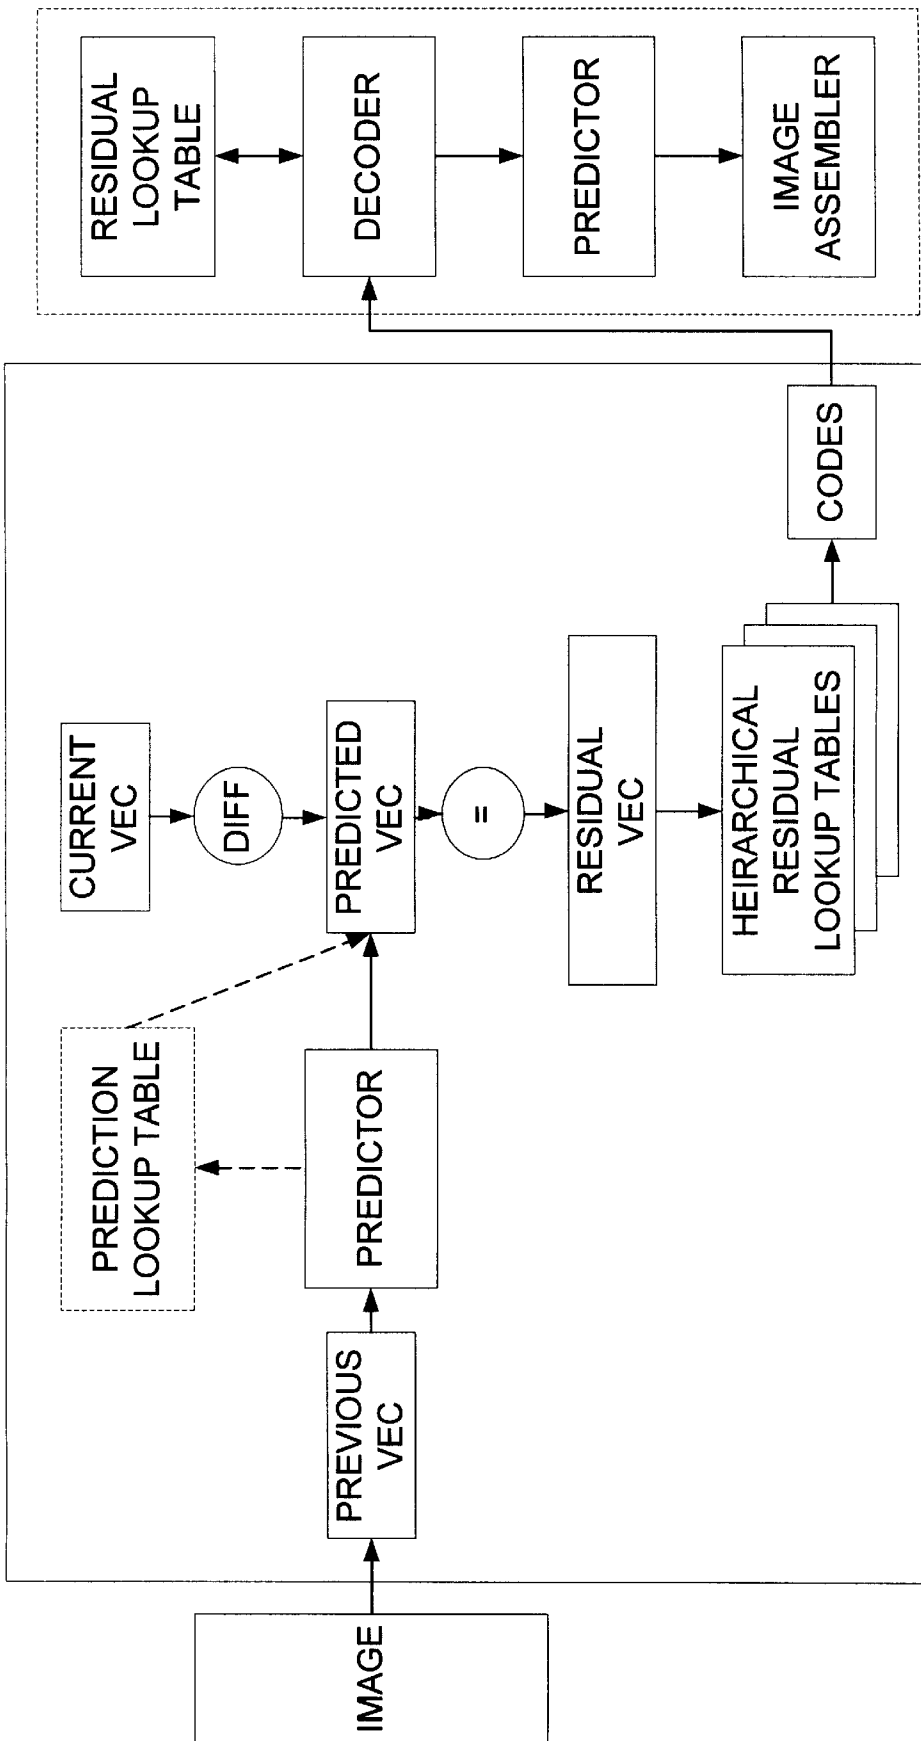 IMAGE
PREVIOUS
VEC
PREDICTION
LOOKUP TABLE
PREDICTOR
CURRENT
VEC
DIFF
PREDICTED
VEC
=
RESIDUAL
VEC
HEIRARCHICAL
RESIDUAL
LOOKUP TABLES
CODES
RESIDUAL
LOOKUP
TABLE
DECODER
PREDICTOR
IMAGE
ASSEMBLER